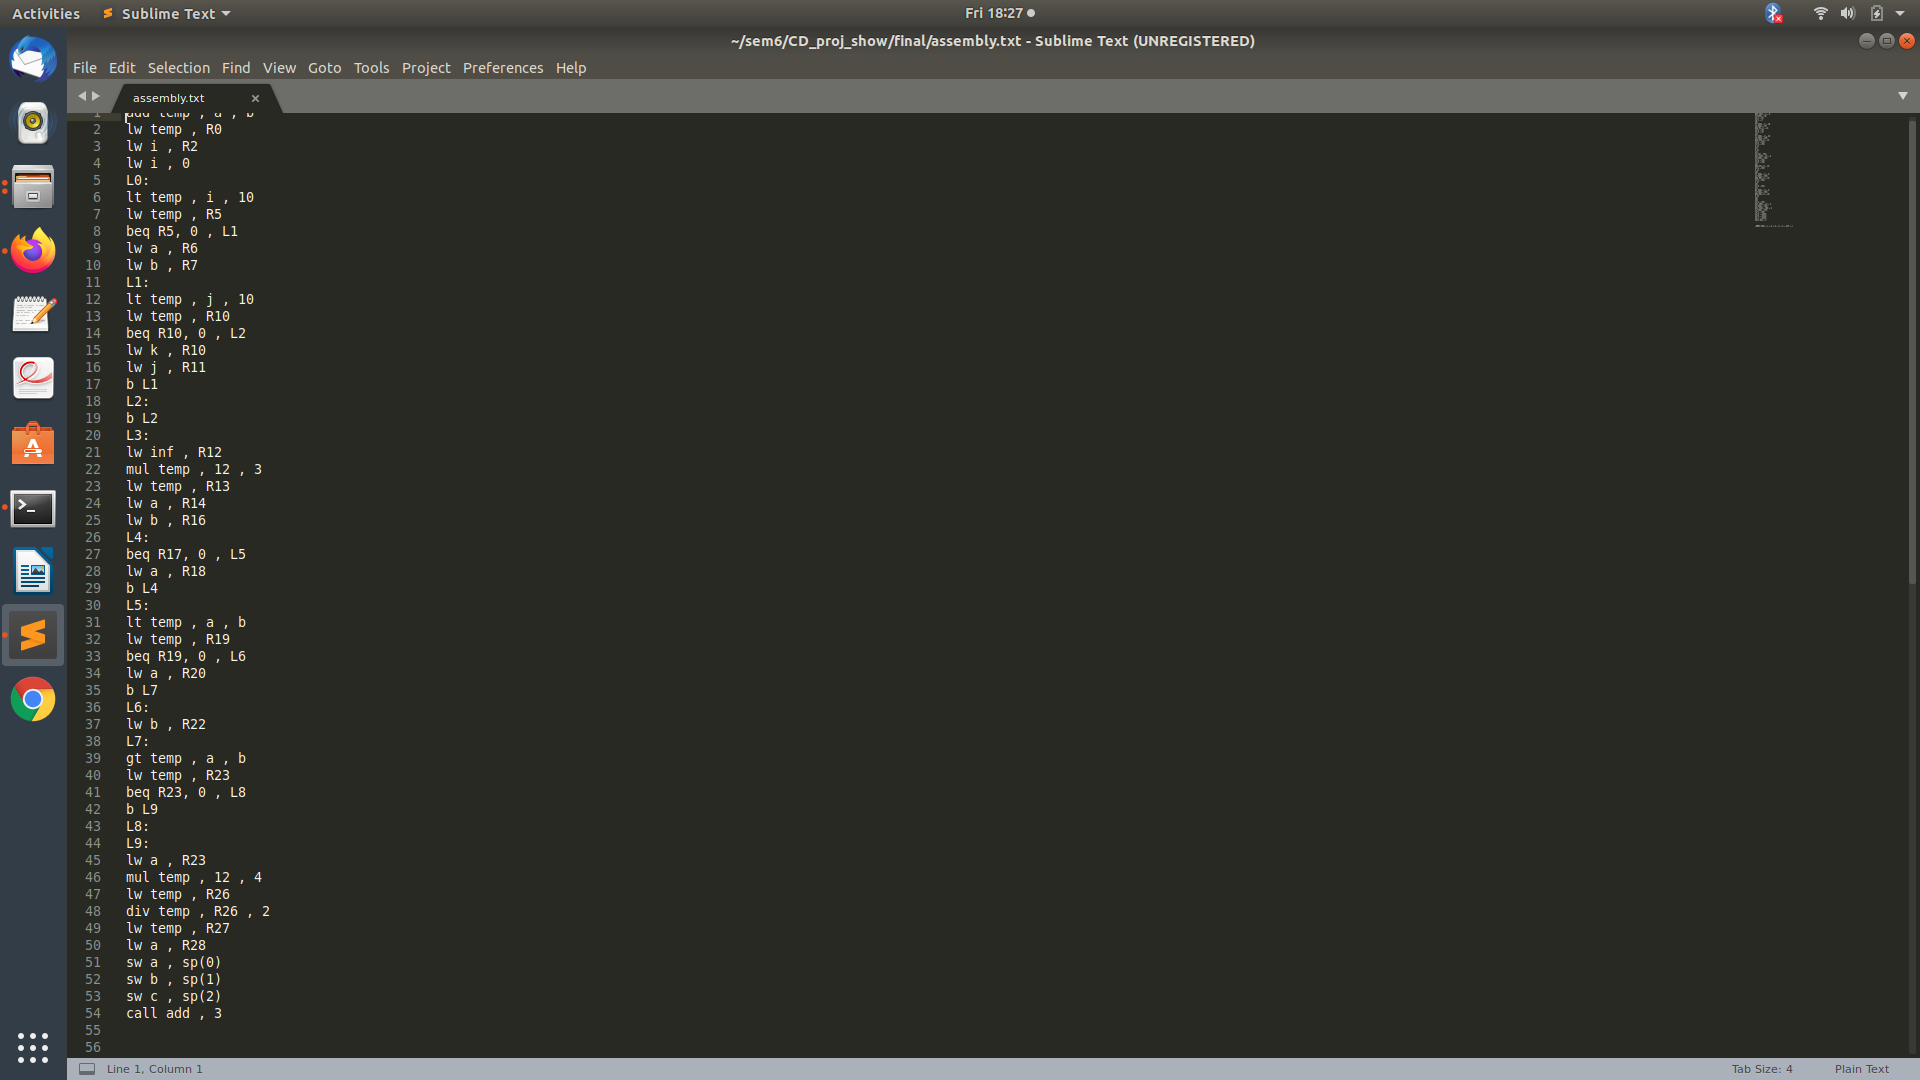 Activities Sublime Text Fri 18:27
~/sem6/CD_proj_show/final/assembly.txt - Sublime Text (UNREGISTERED)
File Edit Selection Find View Goto Tools Project Preferences Help
assembly.txt
1 add temp , a , b
2 lw temp , R0
3 lw i , R2
4 lw i , 0
5 L0:
6 lt temp , i , 10
7 lw temp , R5
8 beq R5, 0 , L1
9 lw a , R6
10 lw b , R7
11 L1:
12 lt temp , j , 10
13 lw temp , R10
14 beq R10, 0 , L2
15 lw k , R10
16 lw j , R11
17 b L1
18 L2:
19 b L2
20 L3:
21 lw inf , R12
22 mul temp , 12 , 3
23 lw temp , R13
24 lw a , R14
25 lw b , R16
26 L4:
27 beq R17, 0 , L5
28 lw a , R18
29 b L4
30 L5:
31 lt temp , a , b
32 lw temp , R19
33 beq R19, 0 , L6
34 lw a , R20
35 b L7
36 L6:
37 lw b , R22
38 L7:
39 gt temp , a , b
40 lw temp , R23
41 beq R23, 0 , L8
42 b L9
43 L8:
44 L9:
45 lw a , R23
46 mul temp , 12 , 4
47 lw temp , R26
48 div temp , R26 , 2
49 lw temp , R27
50 lw a , R28
51 sw a , sp(0)
52 sw b , sp(1)
53 sw c , sp(2)
54 call add , 3
55
56
Line 1, Column 1 Tab Size: 4 Plain Text